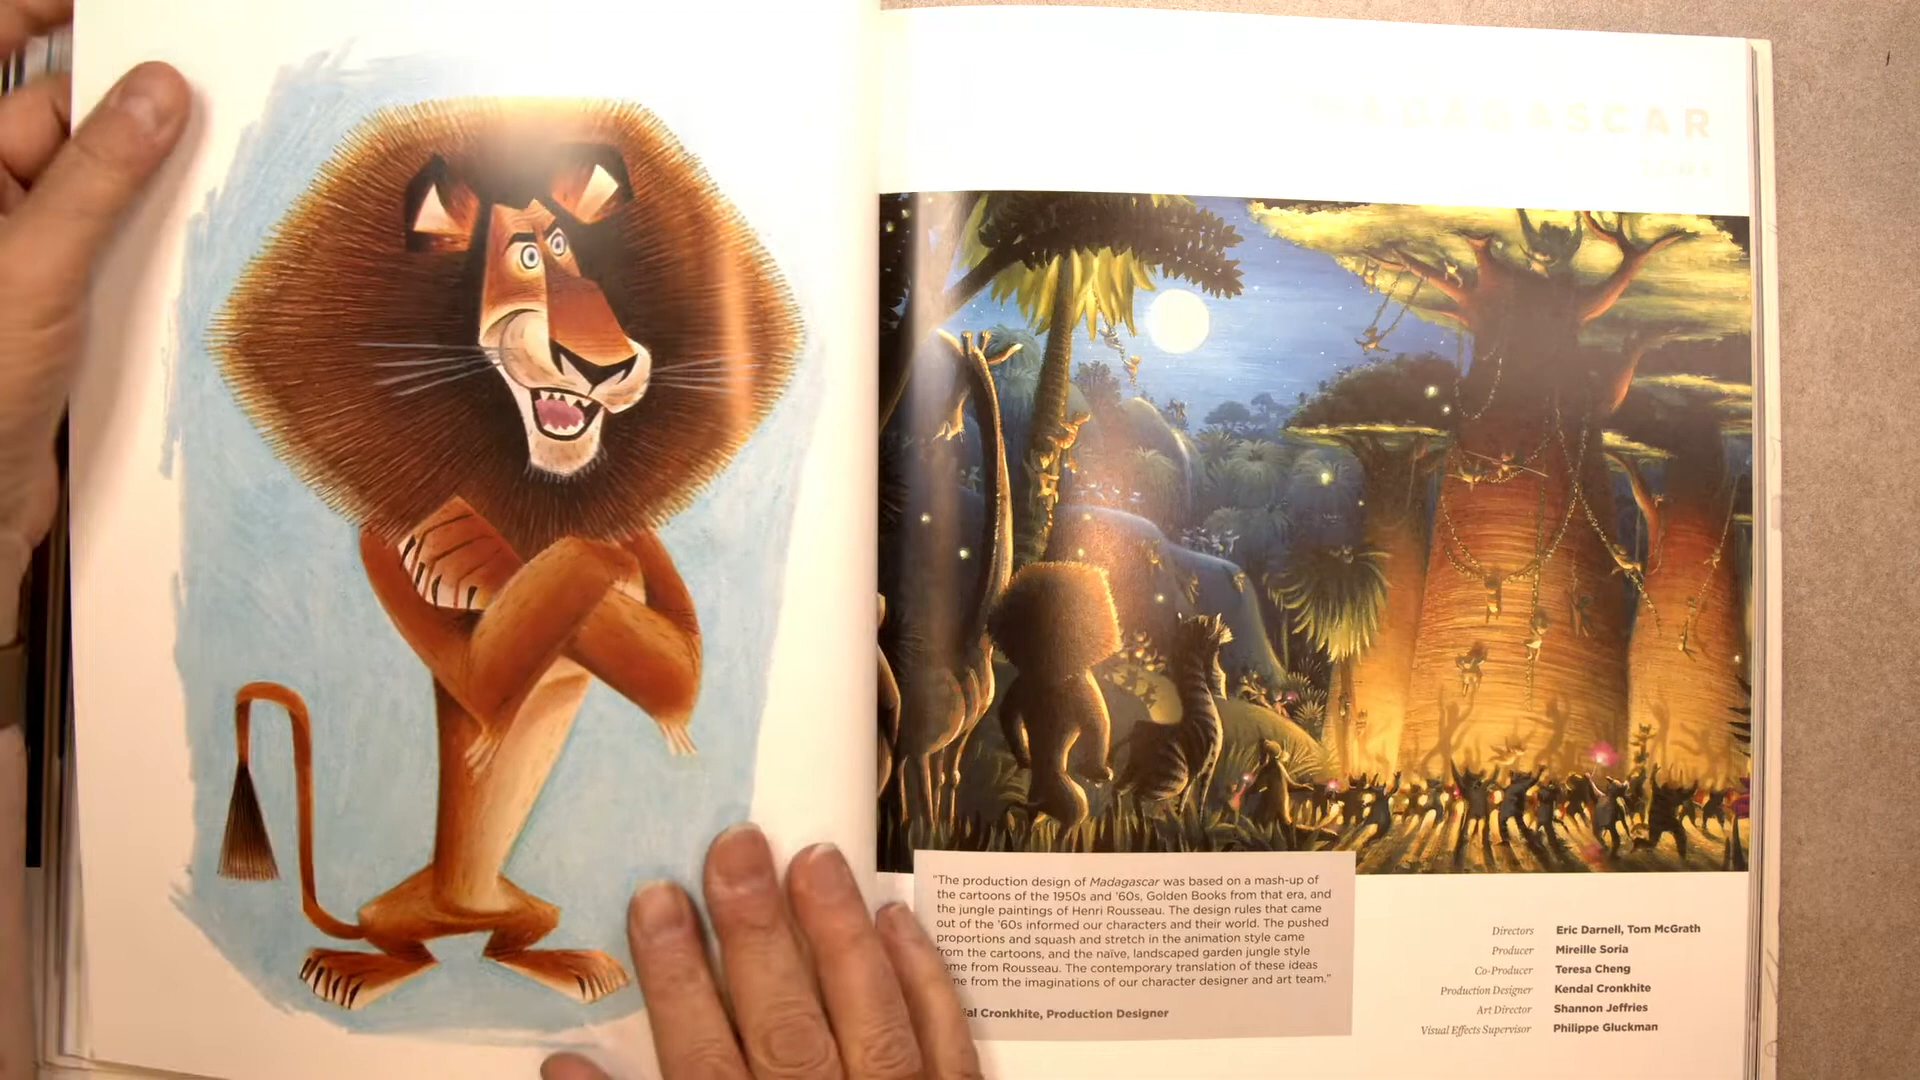 MADAGASCAR
"The production design of Madagascar was based on a mash-up of
the cartoons of the 1950s and '60s, Golden Books from that era, and
the jungle paintings of Henri Rousseau. The design rules that came
out of the '60s informed our characters and their world. The pushed
proportions and squash and stretch in the animation style came
from the cartoons, and the naïve, landscaped garden jungle style
from Rousseau. The contemporary translation of these ideas
from the imaginations of our character designer and art team."
Cronkhite, Production Designer
Directors Eric Darnell, Tom McGrath
Producer Mireille Soria
Co-Producer Teresa Cheng
Production Designer Kendal Cronkhite
Art Director Shannon Jeffries
Visual Effects Supervisor Philippe Gluckman